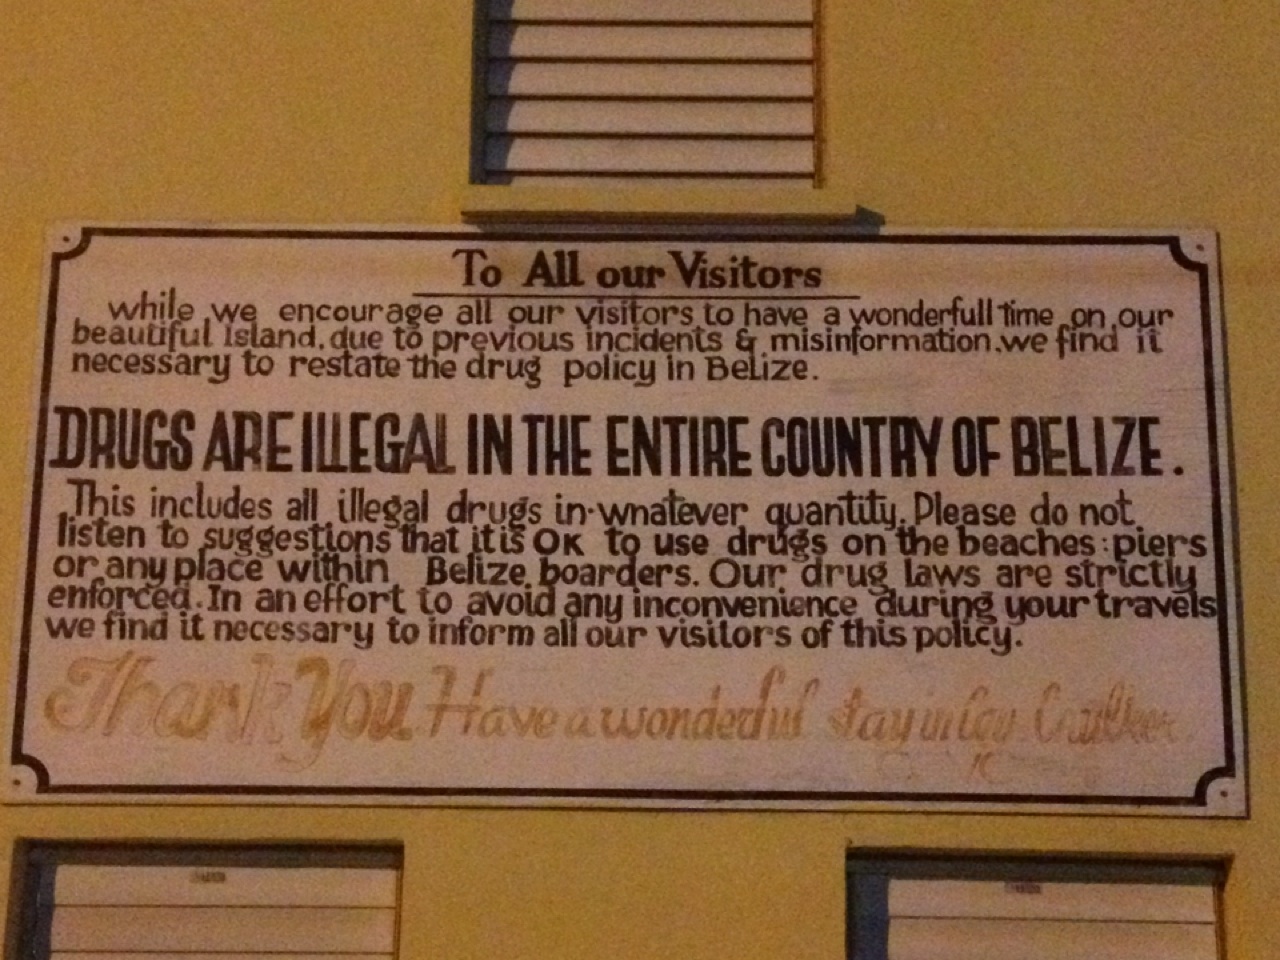 To All our Visitors
while we encourage all our visitors to have a wonderfull time on our
beautiful Island. due to previous incidents & misinformation. we find it
necessary to restate the drug policy in Belize.
DRUGS ARE ILLEGAL IN THE ENTIRE COUNTRY OF BELIZE.
This includes all illegal drugs in whatever quantity. Please do not
listen to suggestions that it is OK to use drugs on the beaches: piers
or any place within Belize boarders. Our drug laws are strictly
enforced. In an effort to avoid any inconvenience during your travels
we find it necessary to inform all our visitors of this policy.
Thank You. Have a wonderful stay in Cay Caulker